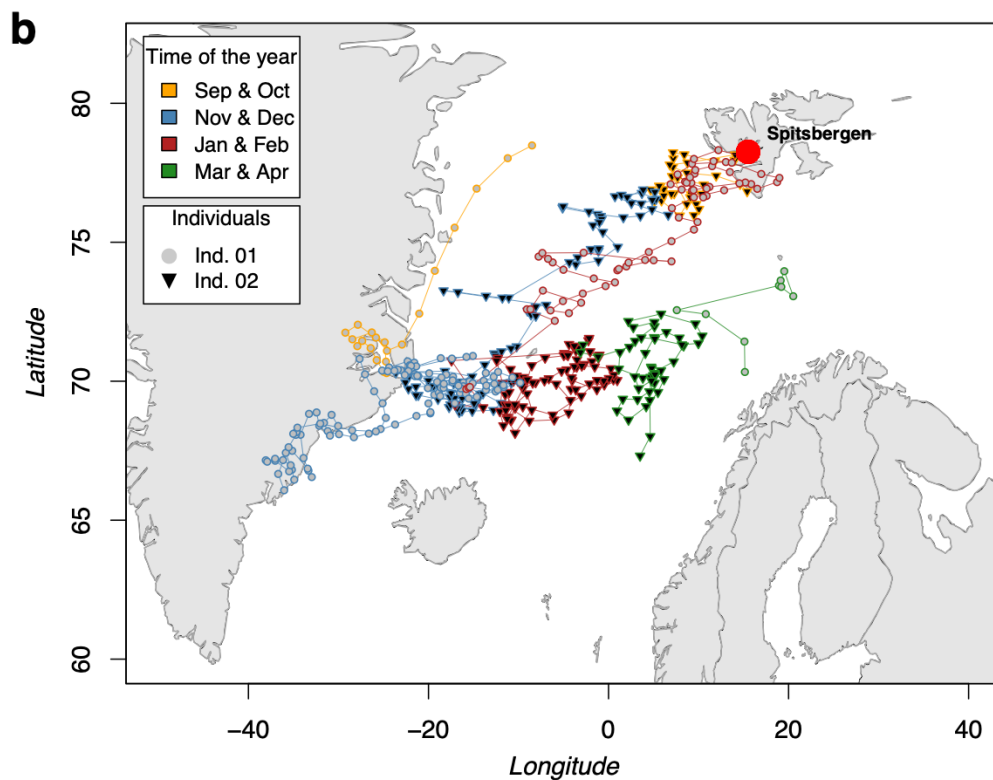 b
Time of the year
Sep & Oct
Nov & Dec
Jan & Feb
Mar & Apr
Individuals
Ind. 01
Ind. 02
Spitsbergen
Latitude
80
75
70
65
60
−40
−20
0
20
40
Longitude